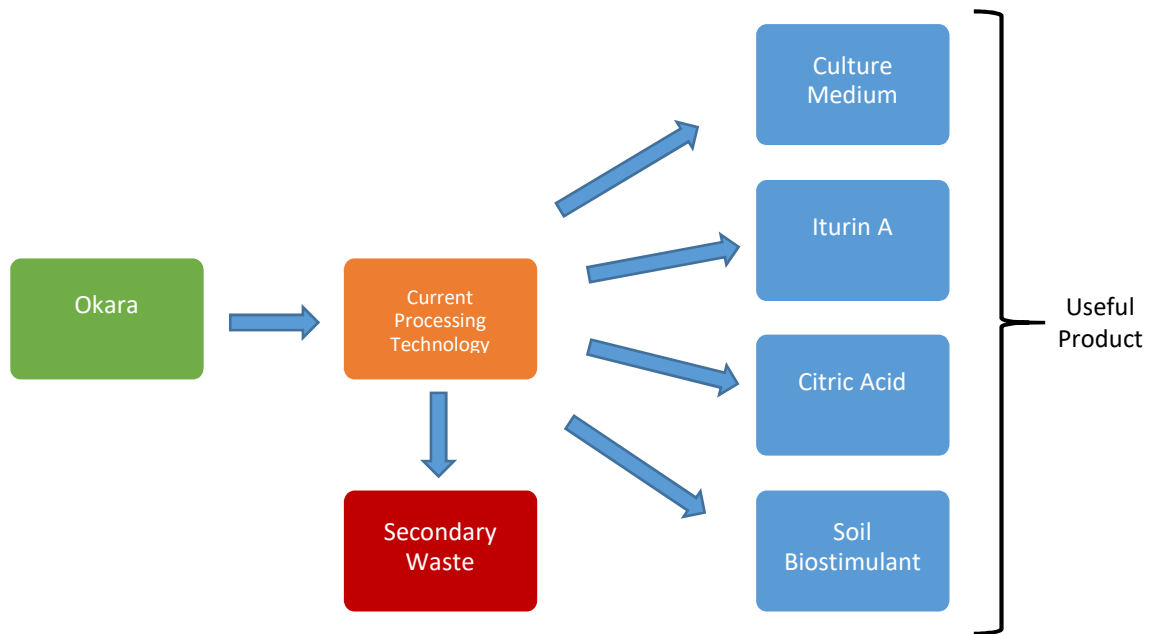 Okara
Current
Processing
Technology
Secondary
Waste
Culture
Medium
Iturin A
Citric Acid
Soil
Biostimulant
Useful
Product